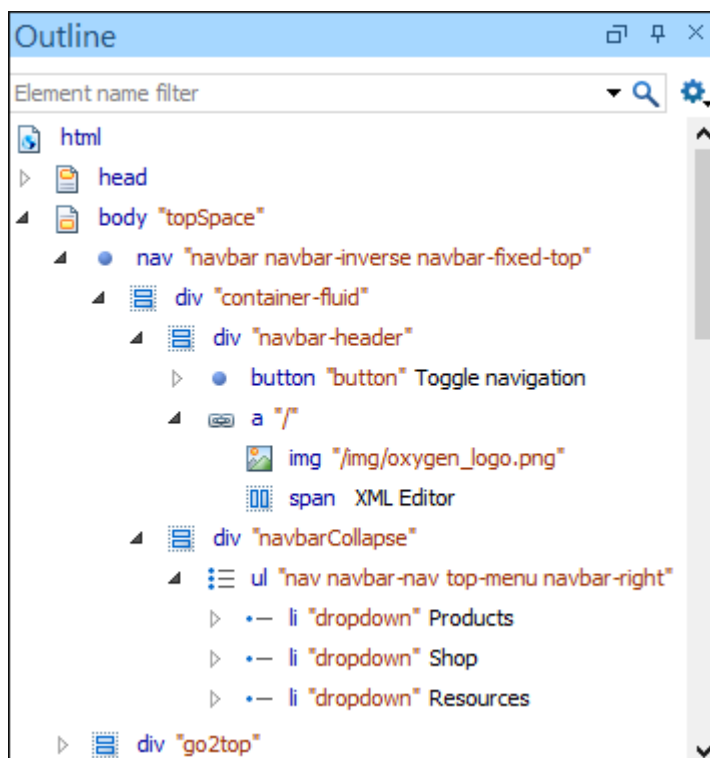 Outline
Element name filter
html
head
body "topSpace"
nav "navbar navbar-inverse navbar-fixed-top"
div "container-fluid"
div "navbar-header"
button "button" Toggle navigation
a "/"
img "/img/oxygen_logo.png"
span XML Editor
div "navbarCollapse"
ul "nav navbar-nav top-menu navbar-right"
li "dropdown" Products
li "dropdown" Shop
li "dropdown" Resources
div "go2top"